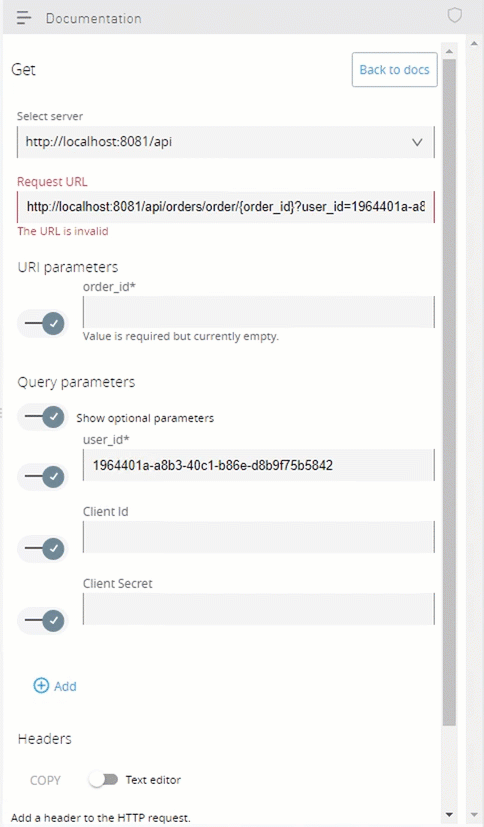 Documentation
Get
Back to docs
Select server
http://localhost:8081/api
Request URL
http://localhost:8081/api/orders/order/{order_id}?user_id=1964401a-a8
The URL is invalid
URI parameters
order_id*
Value is required but currently empty.
Query parameters
Show optional parameters
user_id*
1964401a-a8b3-40c1-b86e-d8b9f75b5842
Client Id
Client Secret
Add
Headers
COPY
Text editor
Add a header to the HTTP request.